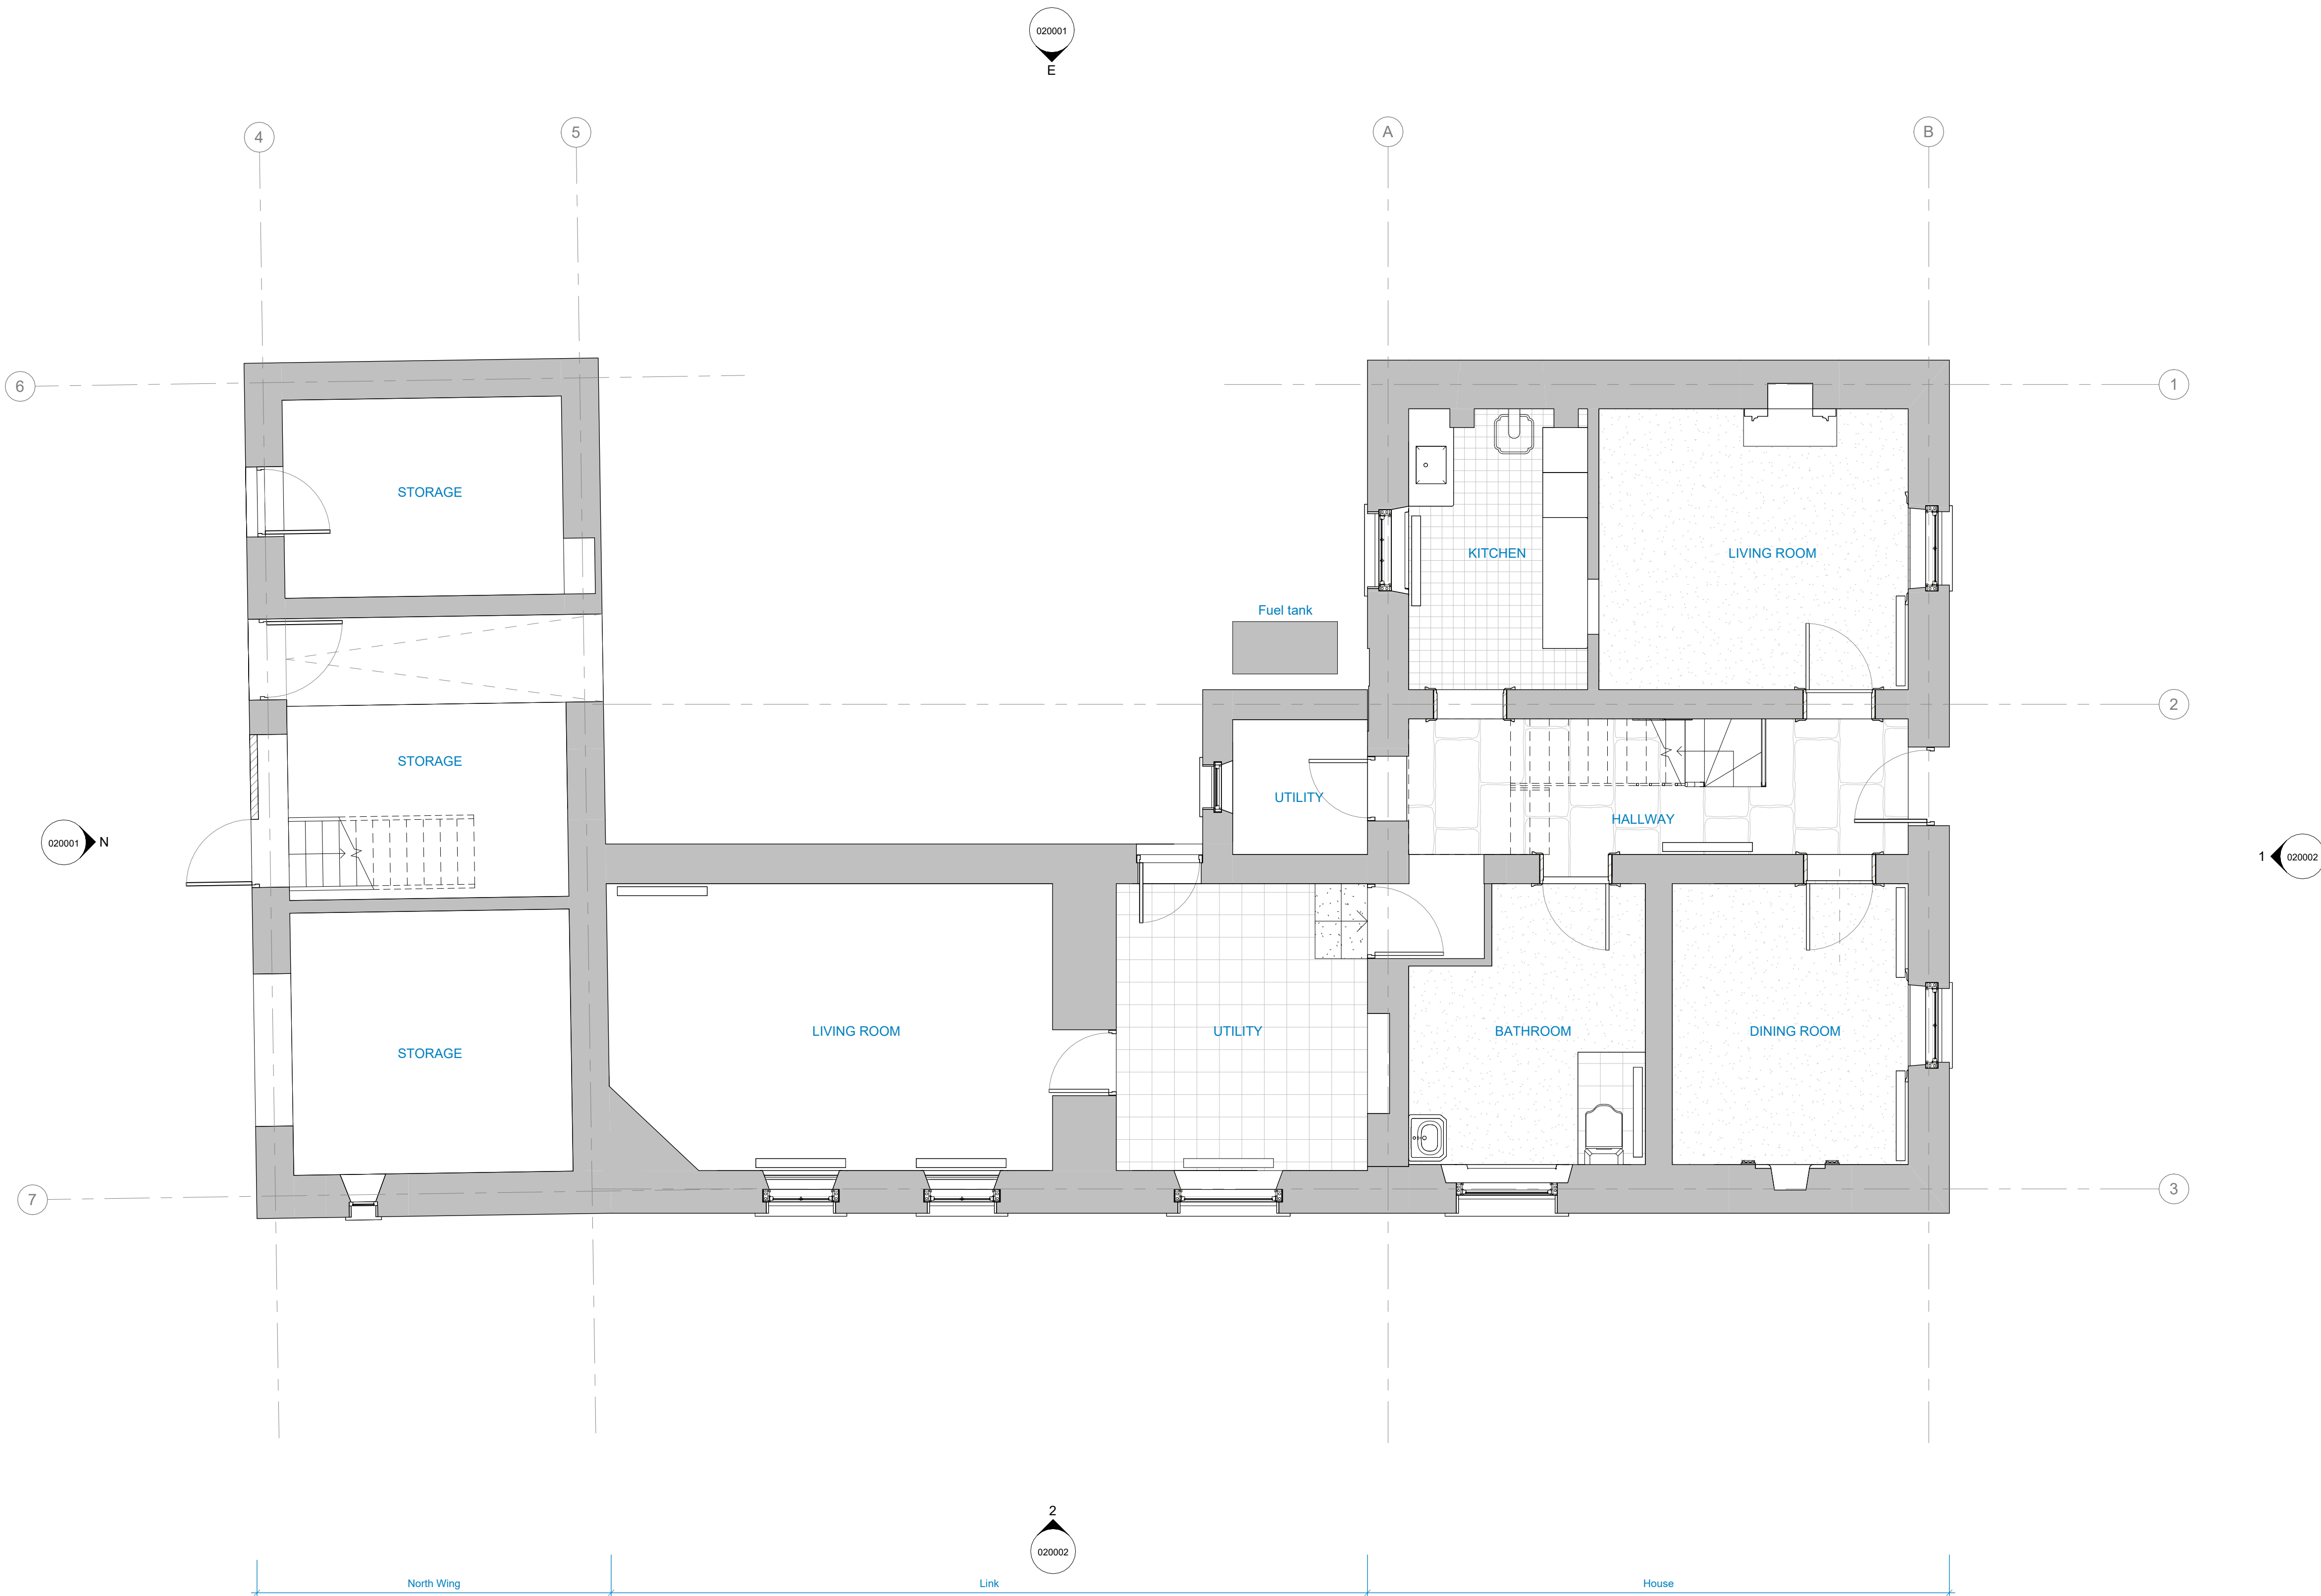 020001
E
4
5
A
B
6
1
STORAGE
KITCHEN
LIVING ROOM
Fuel tank
2
STORAGE
UTILITY
HALLWAY
020001
N
1
020002
LIVING ROOM
UTILITY
BATHROOM
DINING ROOM
STORAGE
7
3
2
020002
North Wing
Link
House